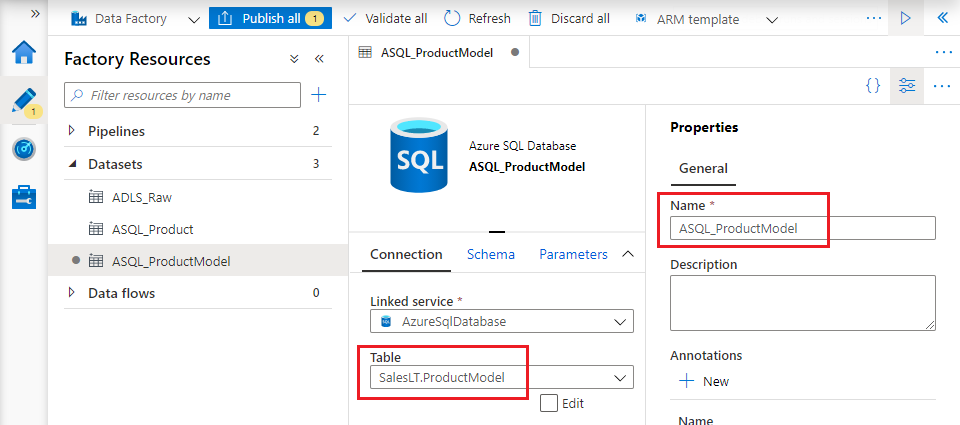 Data Factory Publish all 1 Validate all Refresh Discard all ARM template
Factory Resources
ASQL_ProductModel
Filter resources by name
1
Pipelines 2
Datasets 3
ADLS_Raw
ASQL_Product
ASQL_ProductModel
Data flows 0
SQL
Azure SQL Database
ASQL_ProductModel
Connection Schema Parameters
Linked service *
AzureSqlDatabase
Table
SalesLT.ProductModel
Edit
{}
Properties
General
Name *
ASQL_ProductModel
Description
Annotations
New
Name